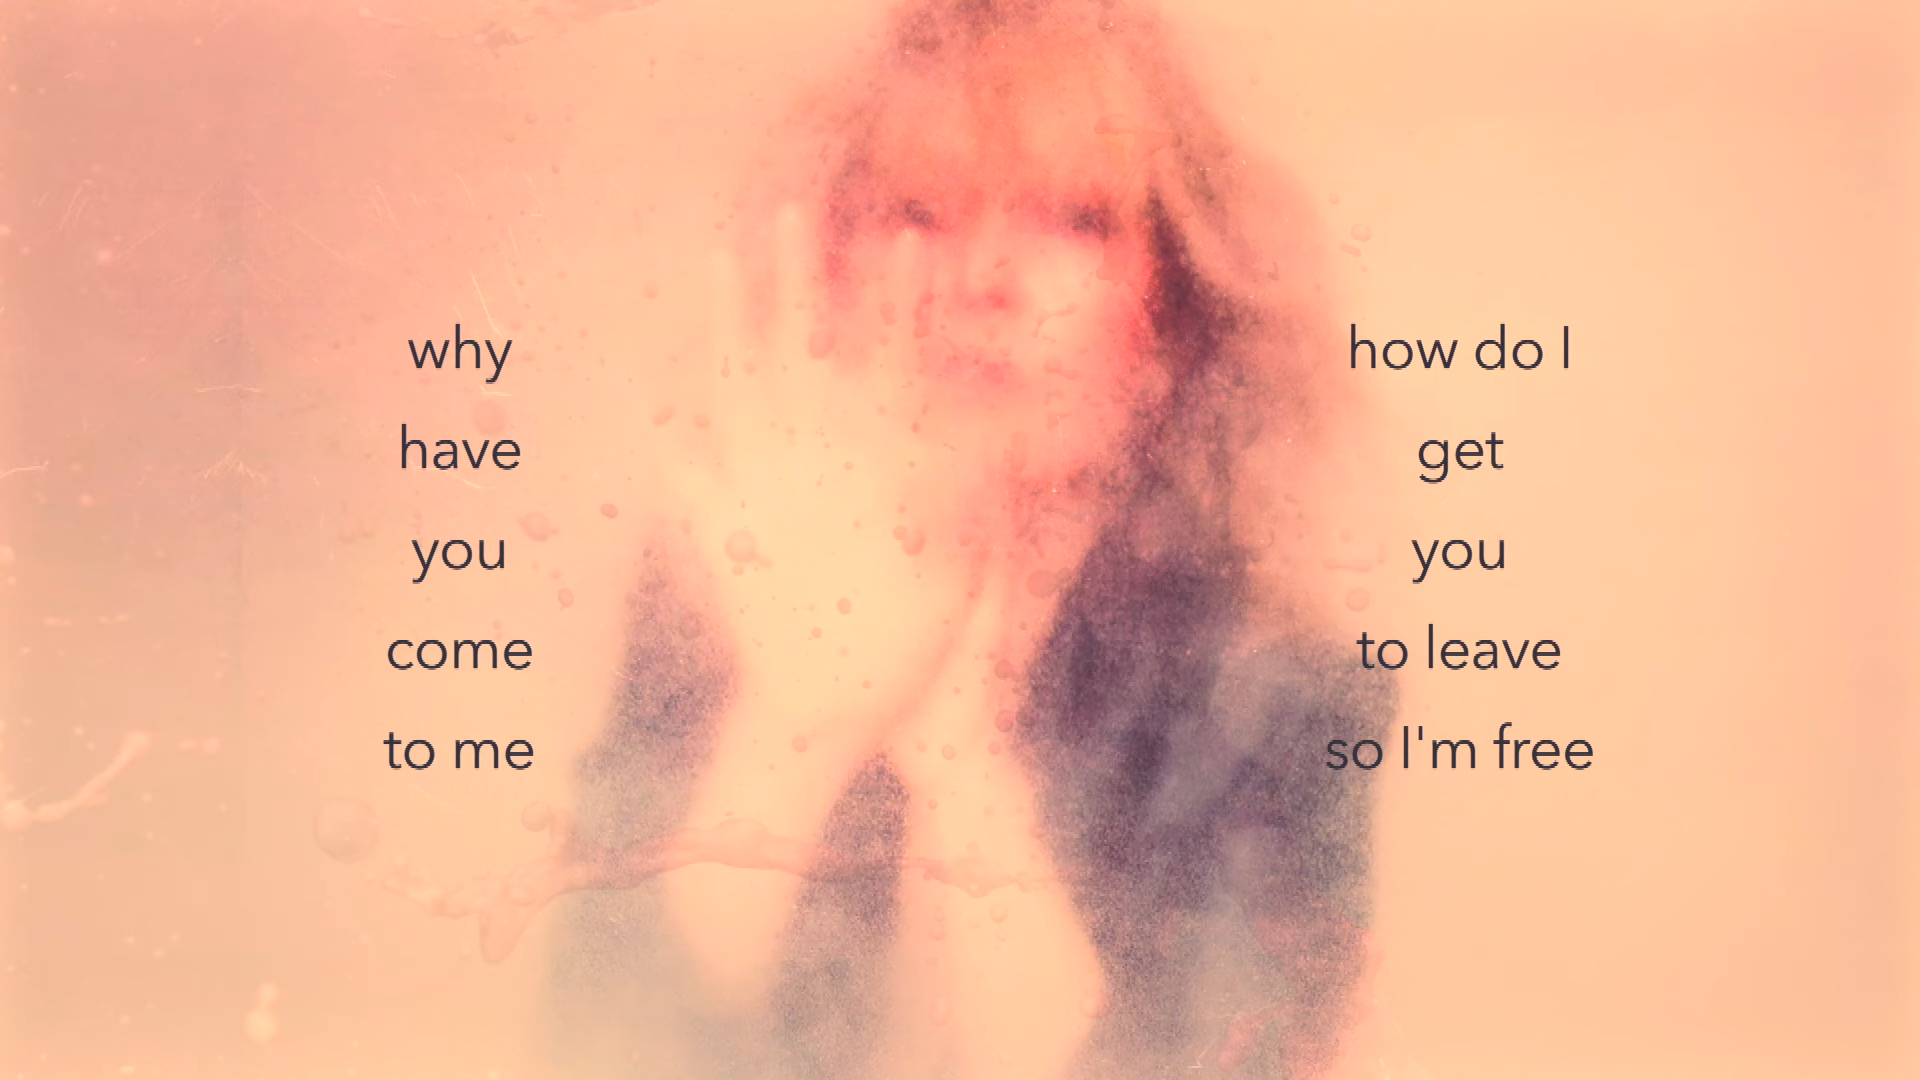 why
have
you
come
to me
how do I
get
you
to leave
so I'm free